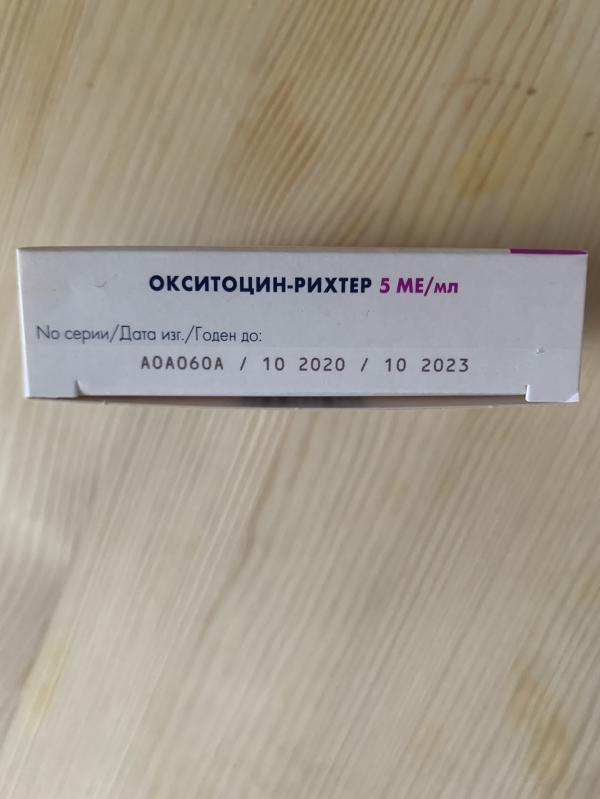 ОКСИТОЦИН-РИХТЕР 5 МЕ/мл
No серии/Дата изг./Годен до:
A0A060A / 10 2020 / 10 2023